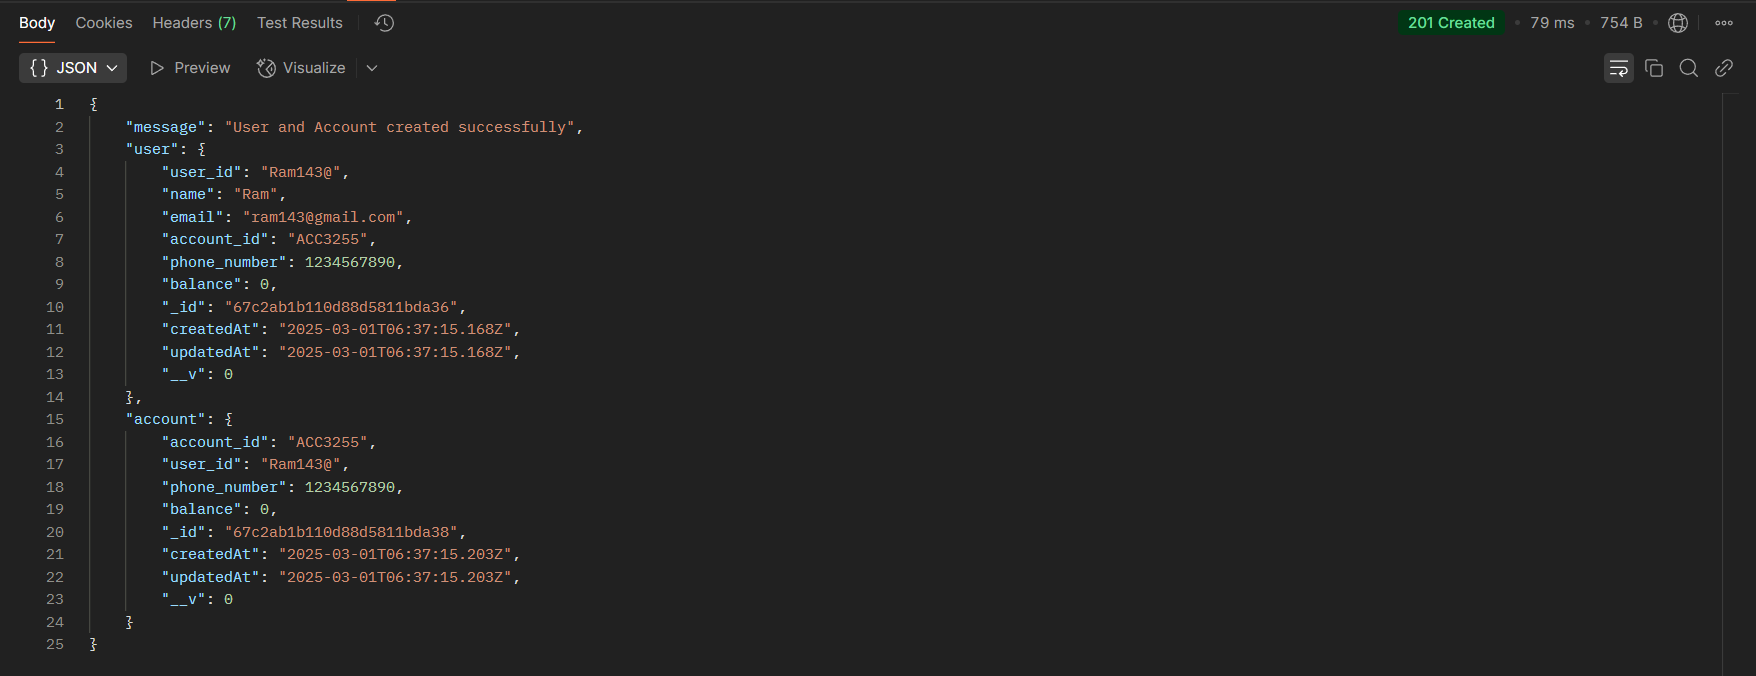 Body Cookies Headers (7) Test Results 201 Created • 79 ms • 754 B •
{} JSON Preview Visualize
1 {
2 "message": "User and Account created successfully",
3 "user": {
4 "user_id": "Ram143@",
5 "name": "Ram",
6 "email": "ram143@gmail.com",
7 "account_id": "ACC3255",
8 "phone_number": 1234567890,
9 "balance": 0,
10 "_id": "67c2ab1b110d88d5811bda36",
11 "createdAt": "2025-03-01T06:37:15.168Z",
12 "updatedAt": "2025-03-01T06:37:15.168Z",
13 "__v": 0
14 },
15 "account": {
16 "account_id": "ACC3255",
17 "user_id": "Ram143@",
18 "phone_number": 1234567890,
19 "balance": 0,
20 "_id": "67c2ab1b110d88d5811bda38",
21 "createdAt": "2025-03-01T06:37:15.203Z",
22 "updatedAt": "2025-03-01T06:37:15.203Z",
23 "__v": 0
24 }
25 }